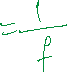 = 1/f